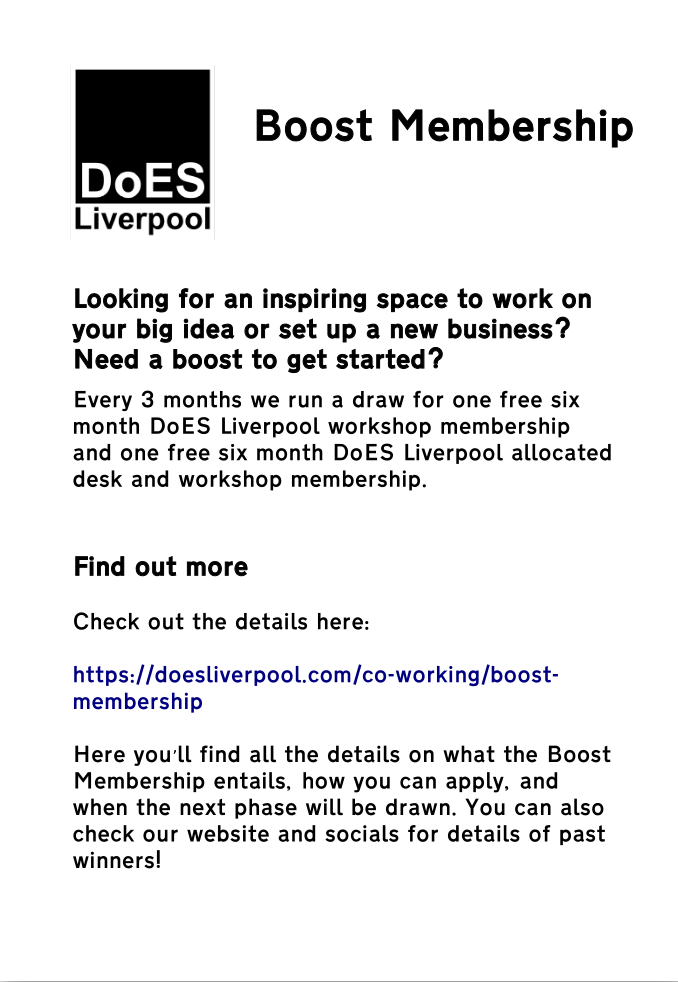 DoES
Liverpool
Boost Membership
Looking for an inspiring space to work on
your big idea or set up a new business?
Need a boost to get started?
Every 3 months we run a draw for one free six
month DoES Liverpool workshop membership
and one free six month DoES Liverpool allocated
desk and workshop membership.
Find out more
Check out the details here:
https://doesliverpool.com/co-working/boost-
membership
Here you'll find all the details on what the Boost
Membership entails, how you can apply, and
when the next phase will be drawn. You can also
check our website and socials for details of past
winners!